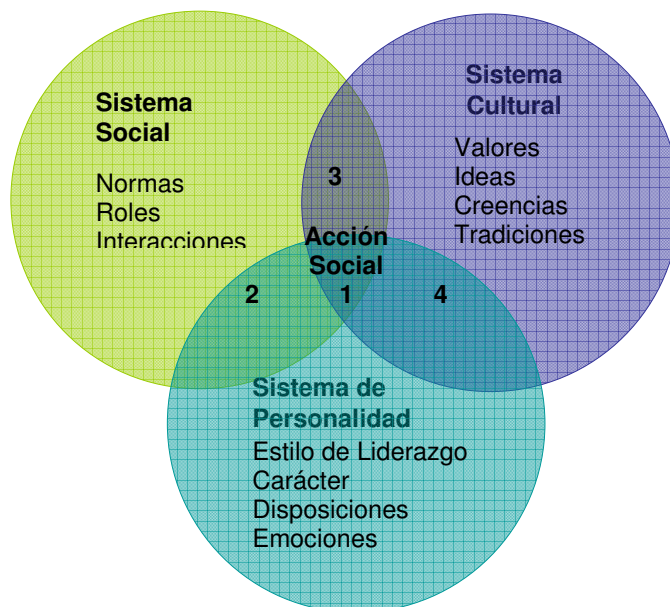 Sistema
Social
Normas
Roles
Interacciones
Sistema
Cultural
Valores
Ideas
Creencias
Tradiciones
3
Acción
Social
2
1
4
Sistema de
Personalidad
Estilo de Liderazgo
Carácter
Disposiciones
Emociones